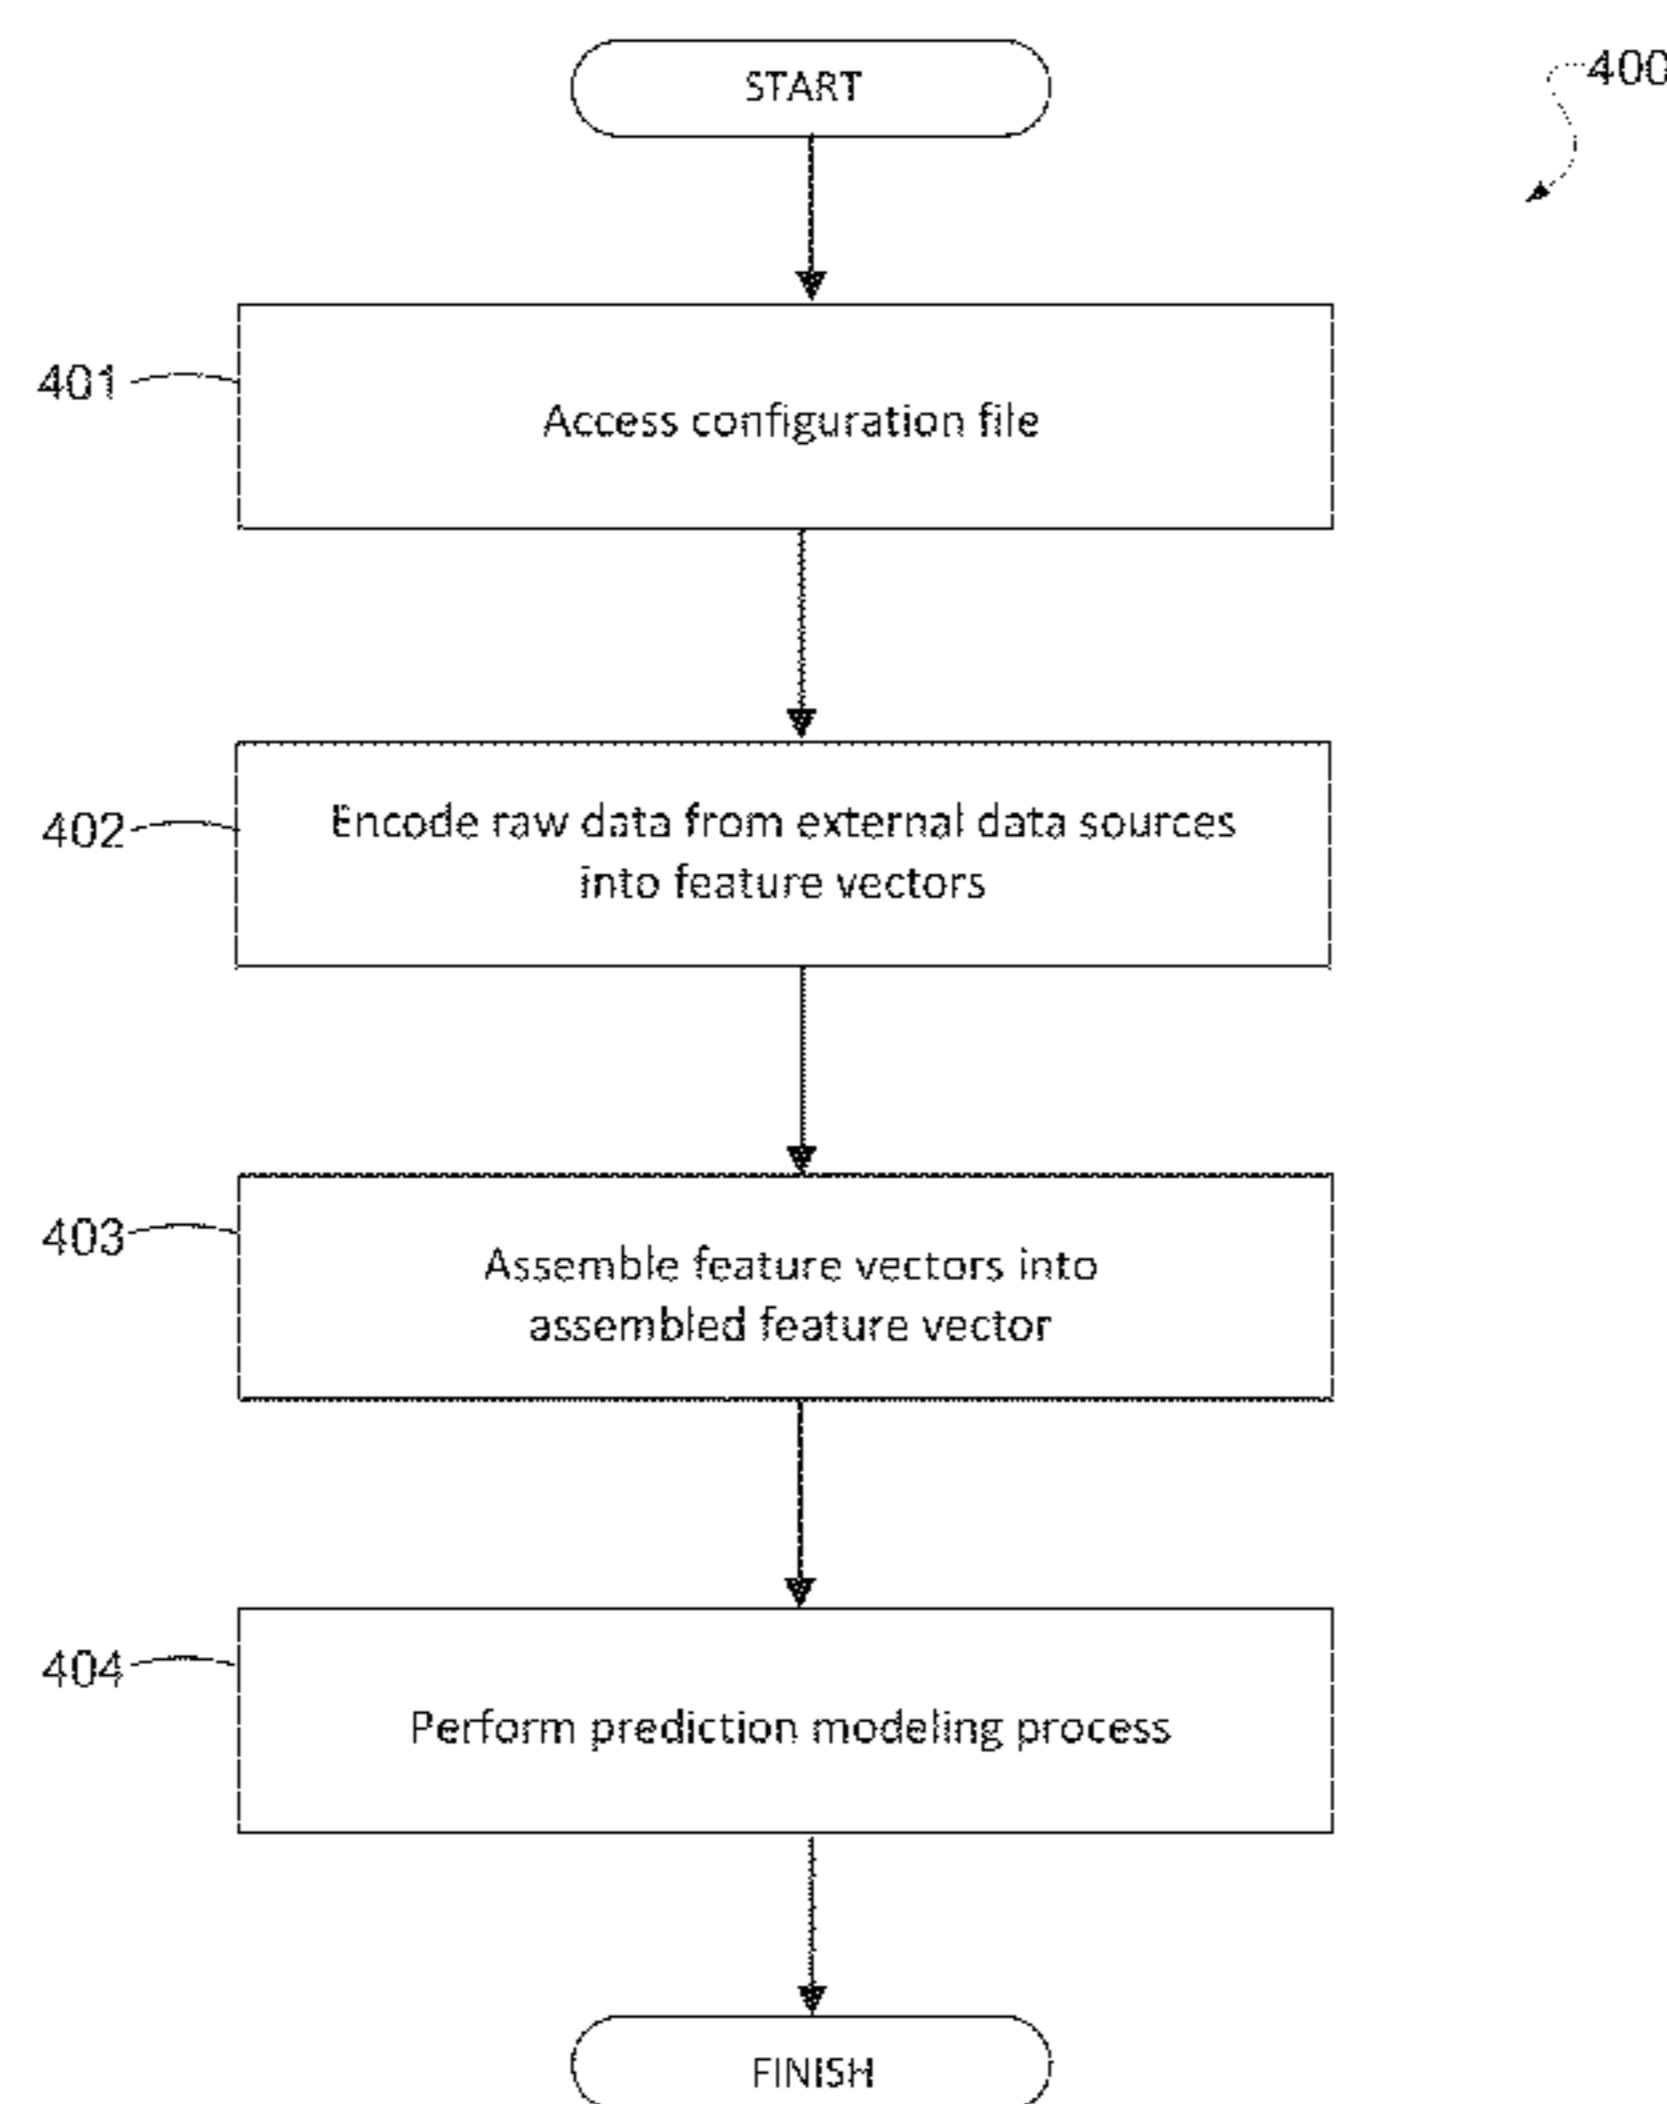 START
400
401
Access configuration file
402
Encode raw data from external data sources
into feature vectors
403
Assemble feature vectors into
assembled feature vector
404
Perform prediction modeling process
FINISH